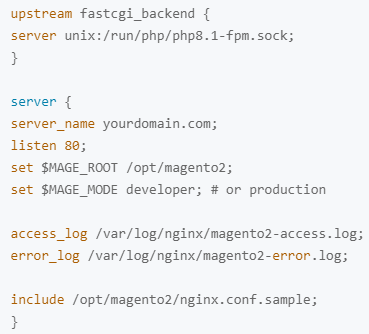 upstream fastcgi_backend {
server unix:/run/php/php8.1-fpm.sock;
}
server {
server_name yourdomain.com;
listen 80;
set $MAGE_ROOT /opt/magento2;
set $MAGE_MODE developer; # or production
access_log /var/log/nginx/magento2-access.log;
error_log /var/log/nginx/magento2-error.log;
include /opt/magento2/nginx.conf.sample;
}